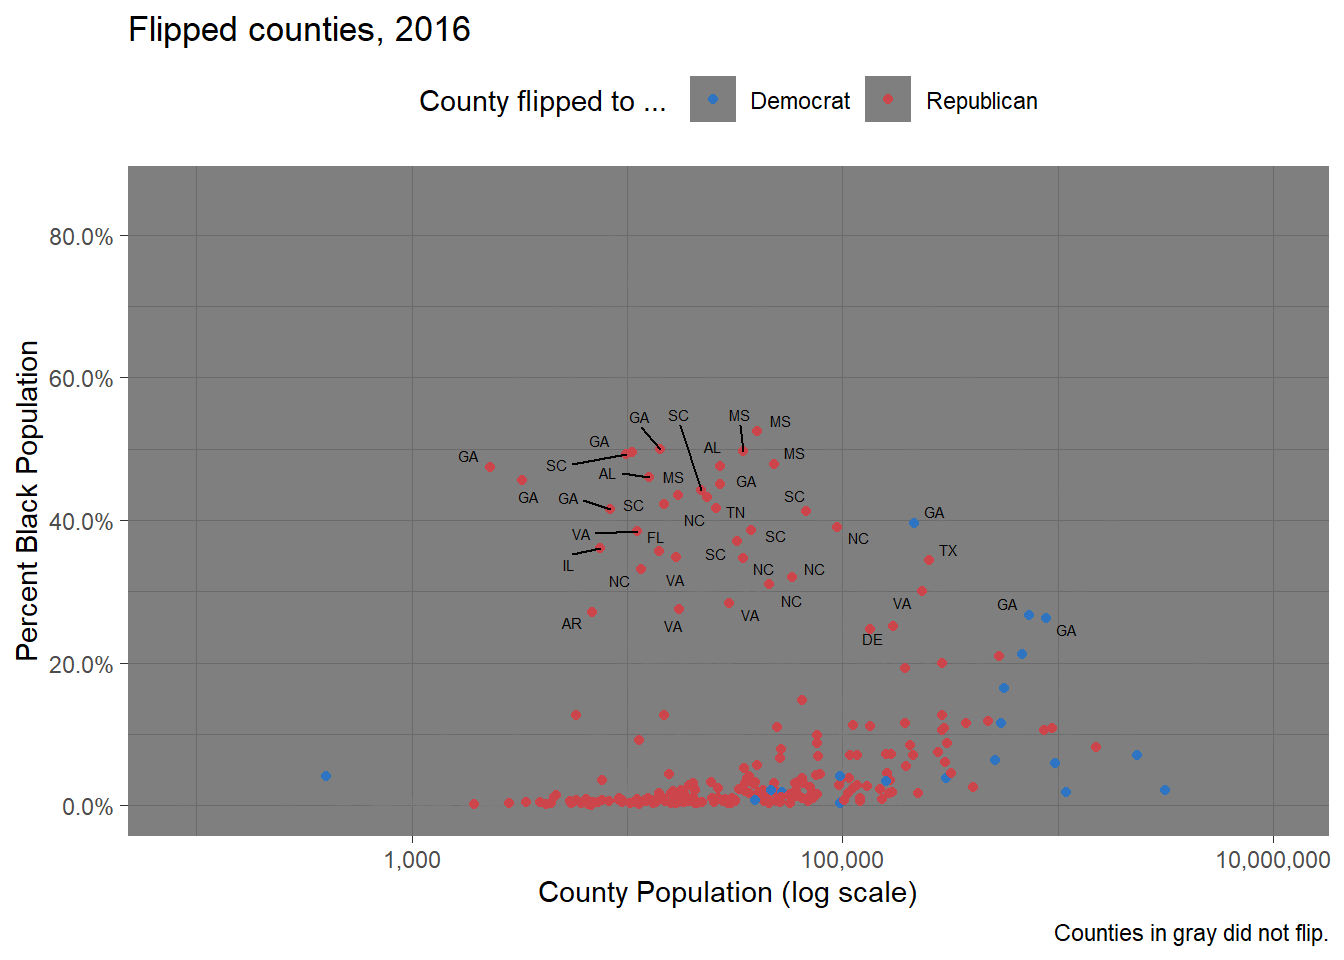 Flipped counties, 2016
County flipped to ... Democrat Republican
Percent Black Population
80.0%
60.0%
40.0%
20.0%
0.0%
GA SC MS MS
GA AL MS
GA SC AL MS GA SC
GA GA SC NC TN GA
VA FL SC SC NC TX
IL NC VA NC NC
AR VA VA NC VA GA GA
DE
1,000 100,000 10,000,000
County Population (log scale)
Counties in gray did not flip.